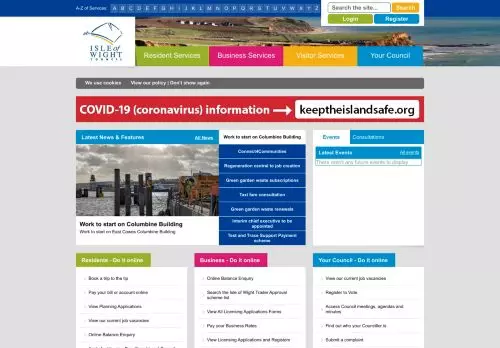 A-Z of Services: A B C D E F G H I J K L M N O P Q R S T U V W X Y Z
Search the site... Search
Login Register
ISLE of
WIGHT
COUNCIL
Resident Services Business Services Visitor Services Your Council
We use cookies View our policy | Don't show again
COVID-19 (coronavirus) information keeptheislandsafe.org
Latest News & Features All News
Work to start on Columbine Building
Work to start on East Cowes Columbine Building
Work to start on Columbine Building
Connect4Communities
Regeneration central to job creation
Green garden waste subscriptions
Taxi fare consultation
Green garden waste renewals
Interim chief executive to be
appointed
Test and Trace Support Payment
scheme
Events Consultations
Latest Events All events
There aren't any future events to display
Residents - Do it online
Book a trip to the tip
Pay your bill or account online
View Planning Applications
View our current job vacancies
Online Balance Enquiry
Business - Do it online
Online Balance Enquiry
Search the Isle of Wight Trader Approval
scheme list
View All Licensing Applications Forms
Pay your Business Rates
View Licensing Applications and Registers
Your Council - Do it online
View our current job vacancies
Register to Vote
Access Council meetings, agendas and
minutes
Find out who your Councillor is
Submit a complaint